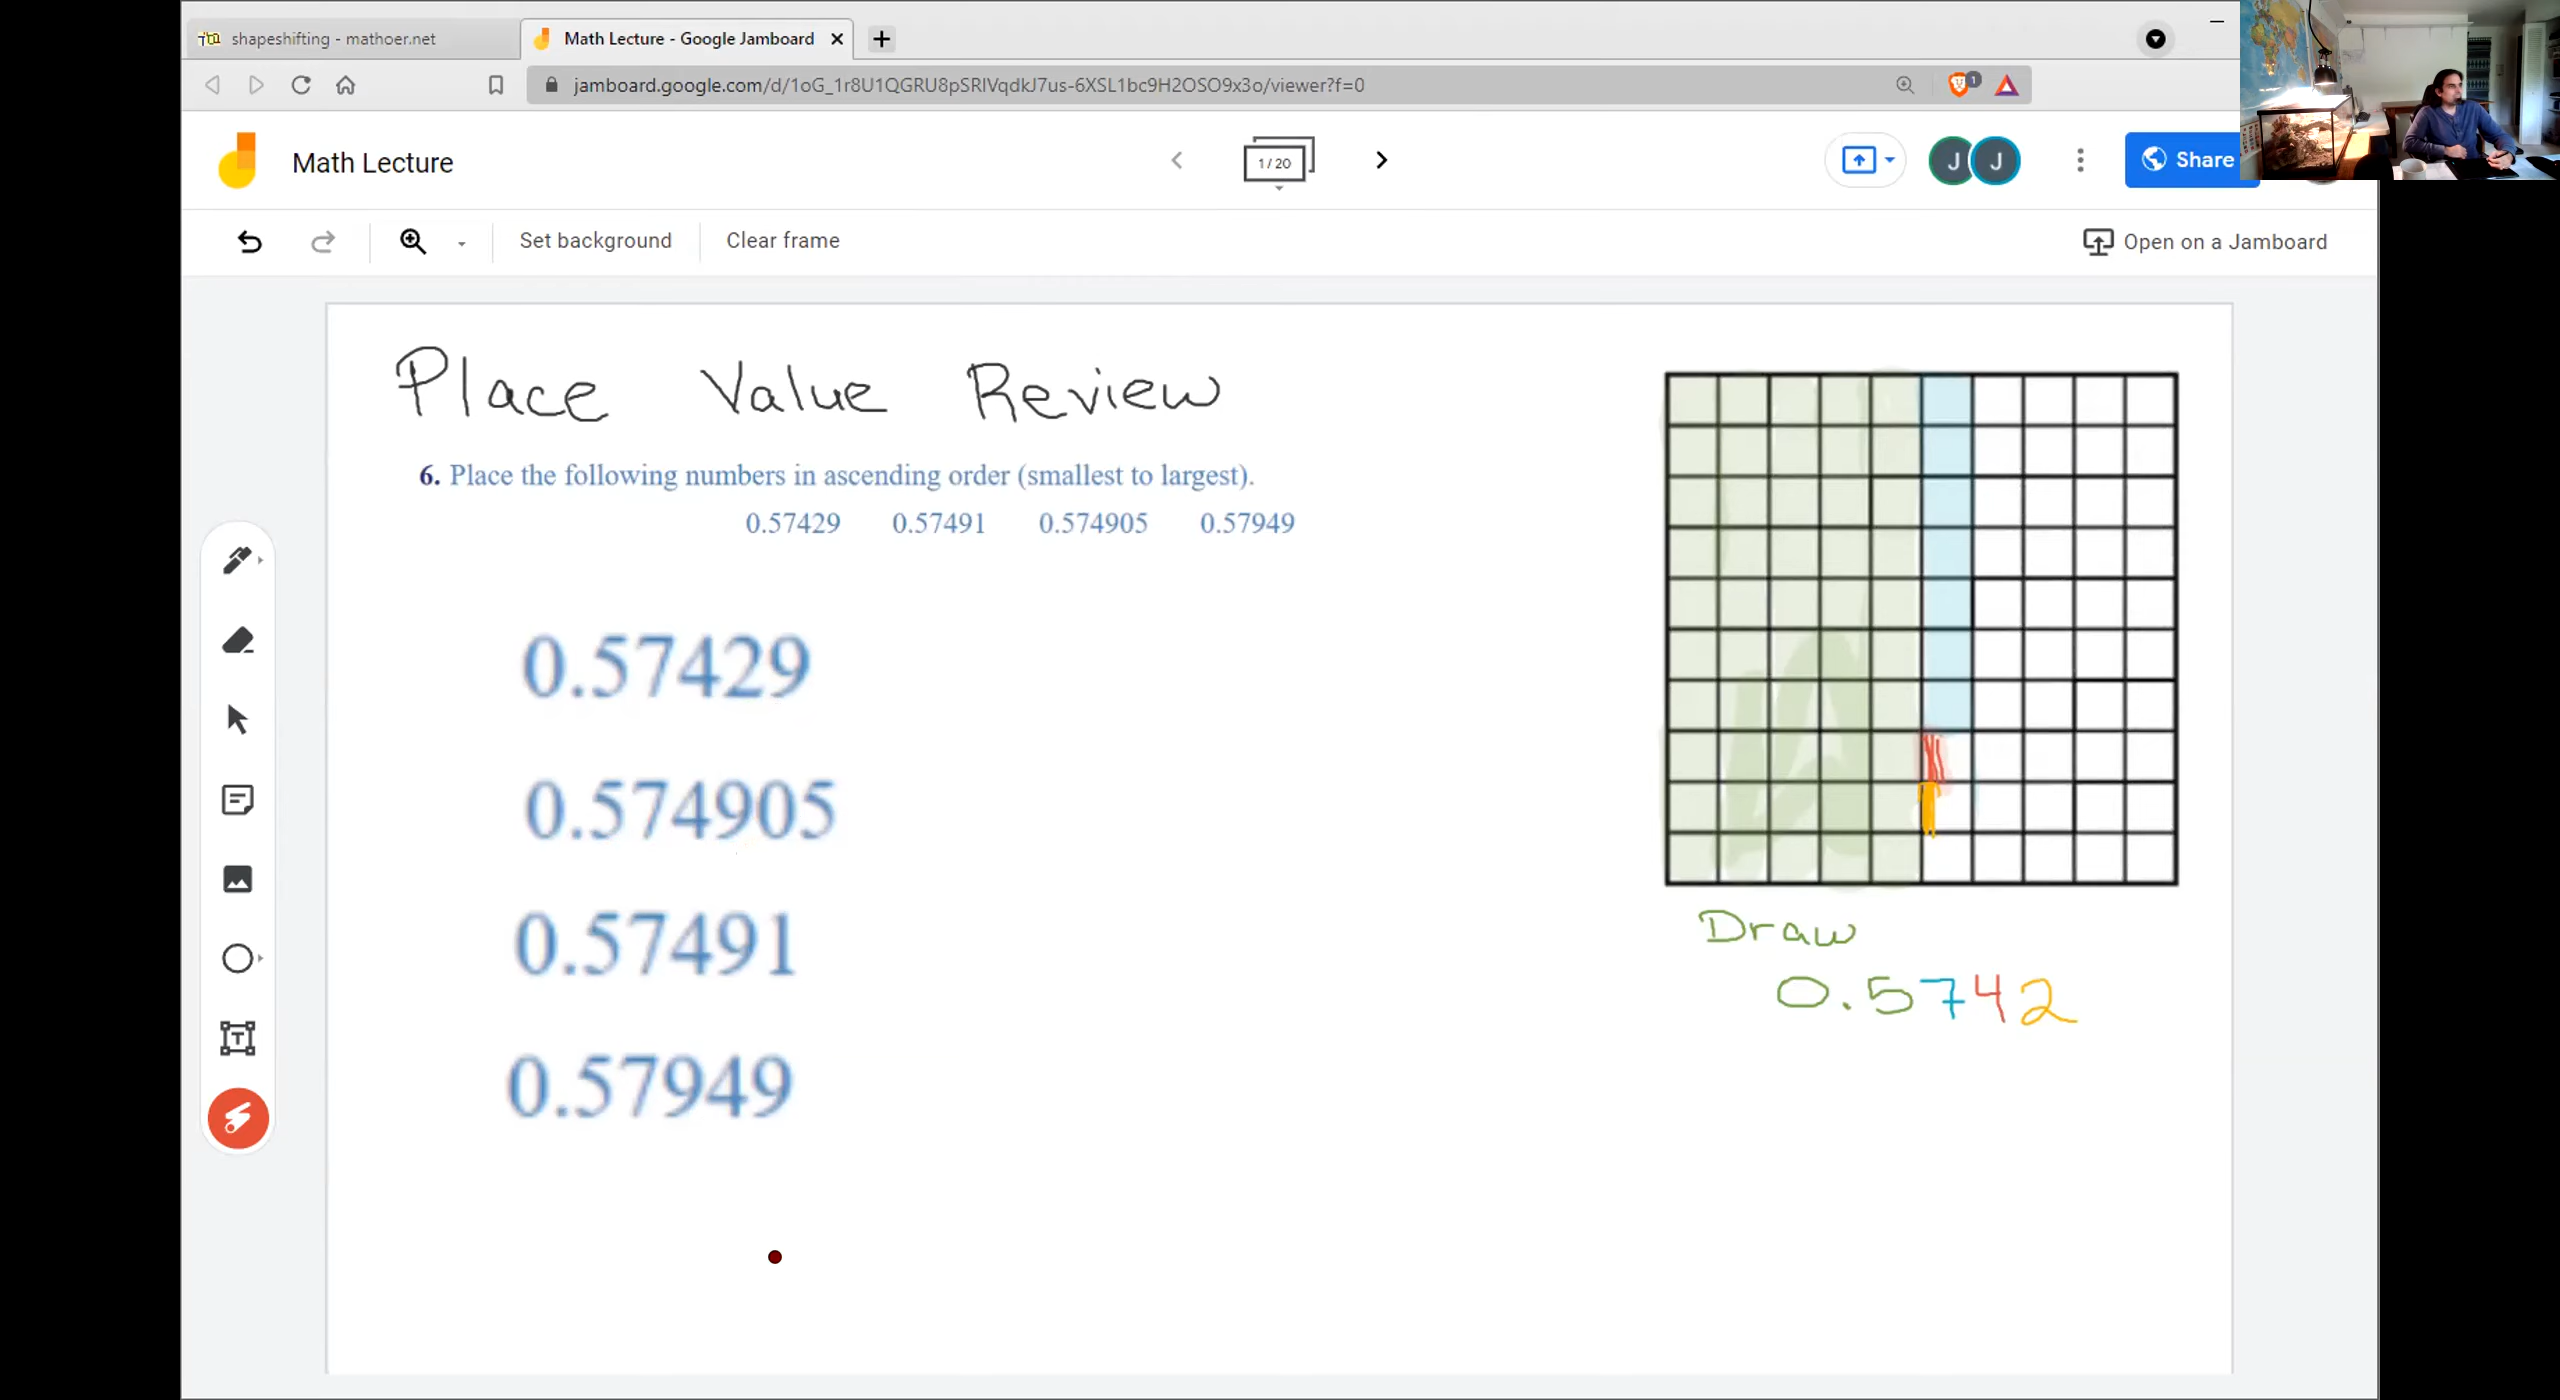 shapeshifting - mathoer.net
Math Lecture - Google Jamboard
jamboard.google.com/d/1oG_1r8U1QGRU8pSRlVqdkJ7us-6XSL1bc9H2OSO9x3o/viewer?f=0
1
Math Lecture
1 / 20
J
J
Share
Set background
Clear frame
Open on a Jamboard
Place Value Review
6. Place the following numbers in ascending order (smallest to largest).
0.57429 0.57491 0.574905 0.57949
0.57429
0.574905
0.57491
0.57949
Draw
0.5742